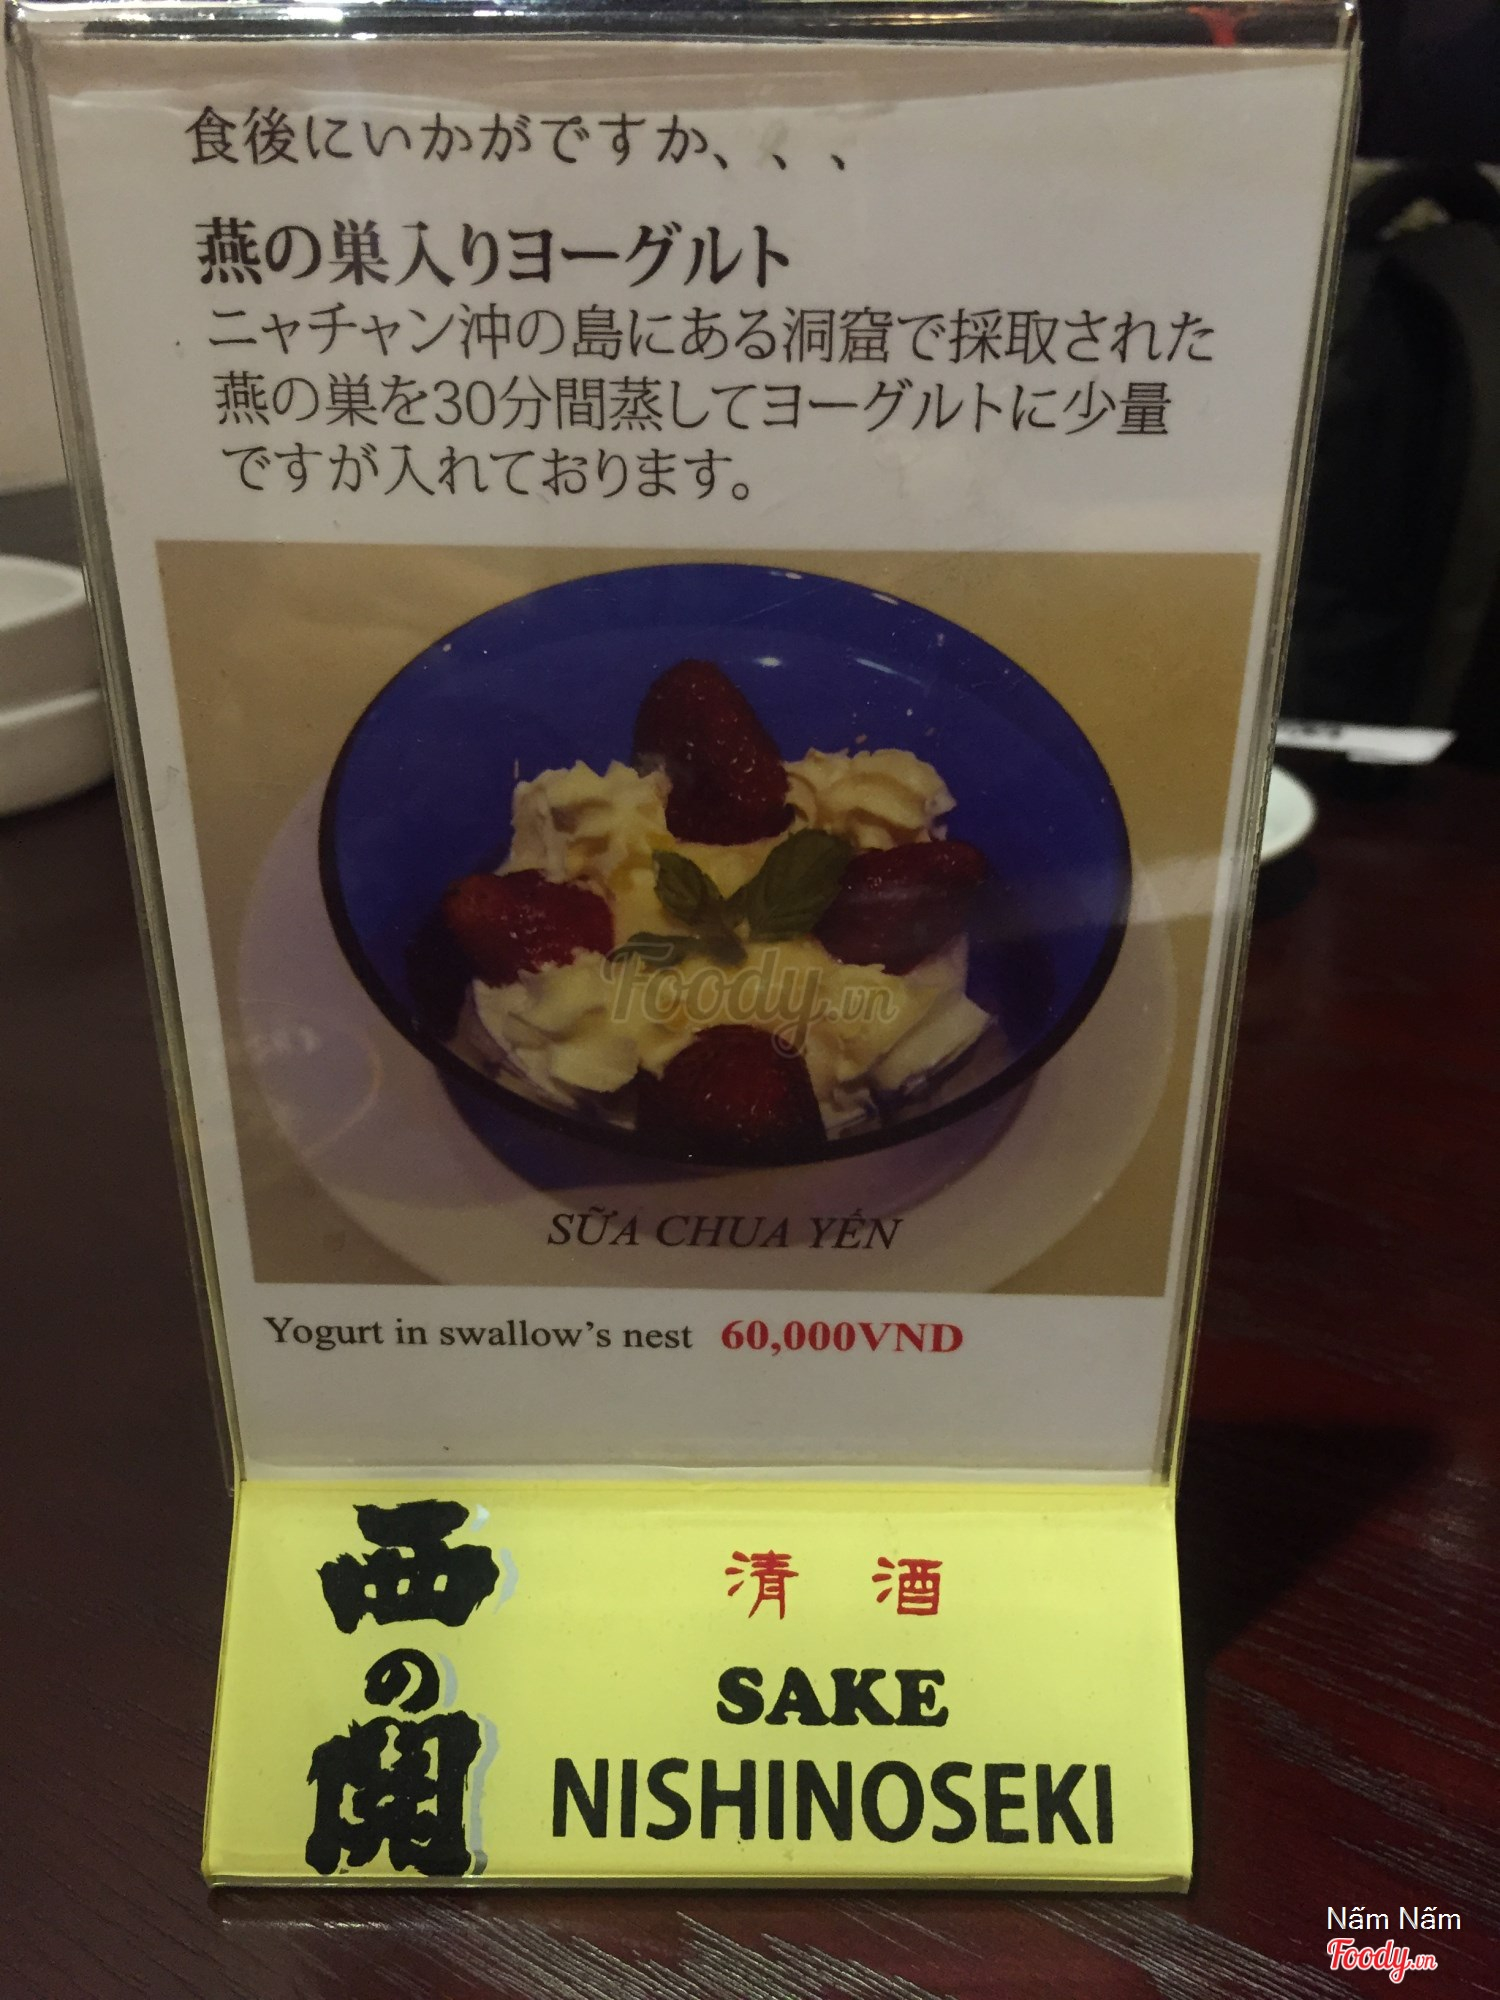 食後にいかがですか、、、
燕の巣入りヨーグルト
ニャチャン沖の島にある洞窟で採取された
燕の巣を30分間蒸してヨーグルトに少量
ですが入れております。
Foody.vn
SỮA CHUA YẾN
Yogurt in swallow's nest 60,000VND
西の関
清酒
SAKE
NISHINOSEKI
Nấm Nấm
Foody.vn